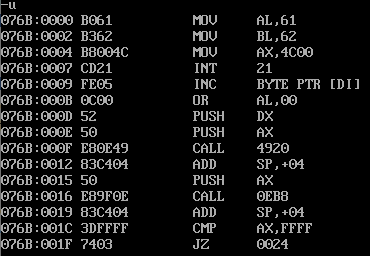 -u
076B:0000 B061 MOV AL,61
076B:0002 B362 MOV BL,62
076B:0004 B8004C MOV AX,4C00
076B:0007 CD21 INT 21
076B:0009 FE05 INC BYTE PTR [DI]
076B:000B 0C00 OR AL,00
076B:000D 52 PUSH DX
076B:000E 50 PUSH AX
076B:000F E80E49 CALL 4920
076B:0012 83C404 ADD SP,+04
076B:0015 50 PUSH AX
076B:0016 E89F0E CALL 0EB8
076B:0019 83C404 ADD SP,+04
076B:001C 3DFFFF CMP AX,FFFF
076B:001F 7403 JZ 0024